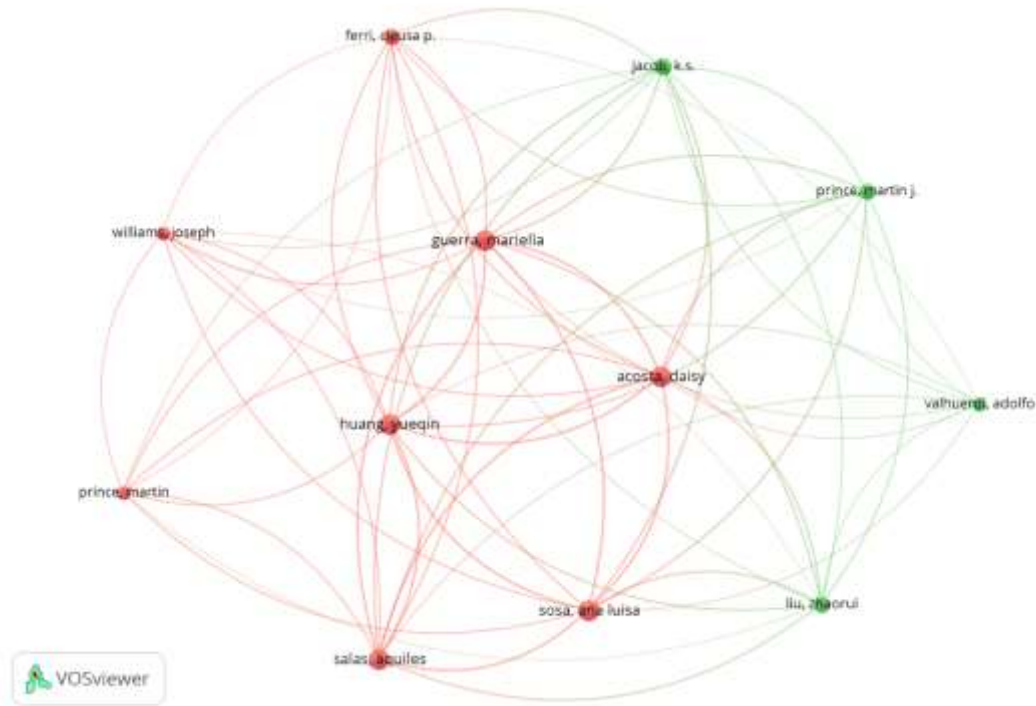 ferri, cleusa p.
jacob, k.s.
prince, martin j.
williams, joseph
guerra, mariella
acosta, daisy
valhuerdi, adolfo
huang, yueqin
prince, martin
sosa, ana luisa
liu, zhaorui
salas, aquiles
VOSviewer